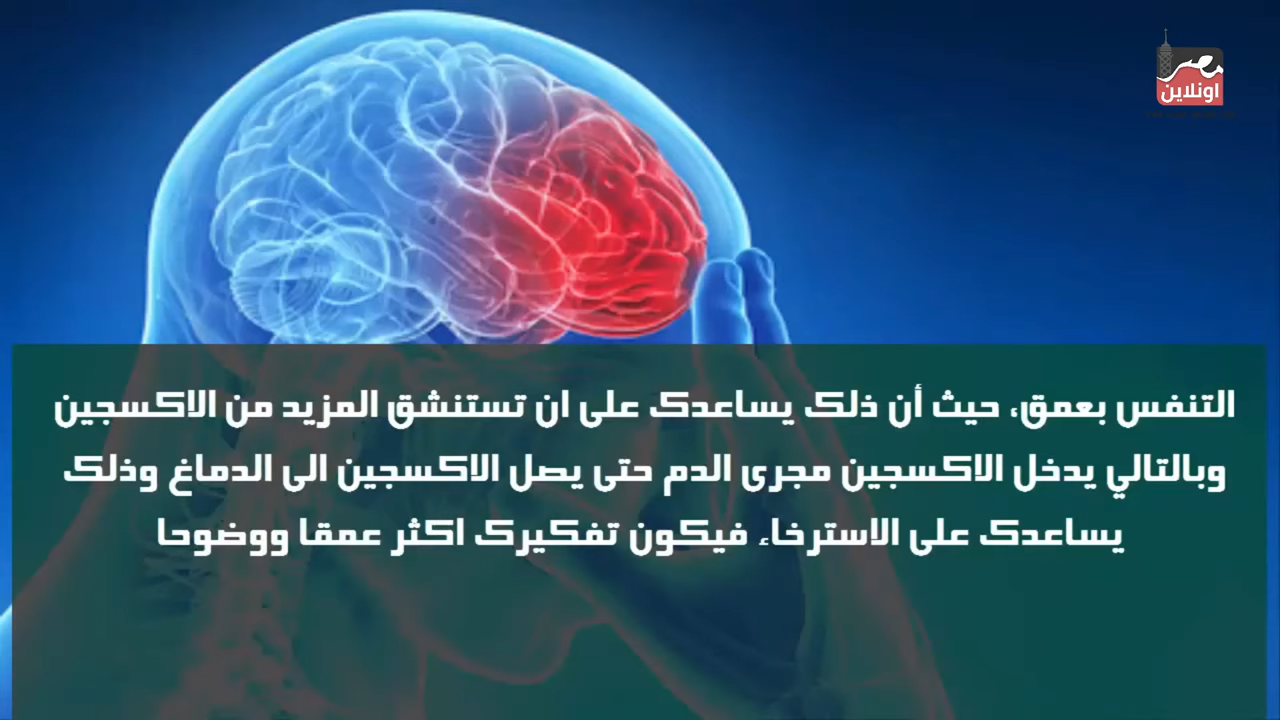 مصر
اونلاين
التنفس بعمق، حيث أن ذلك يساعدك على ان تستنشق المزيد من الاكسجين
وبالتالي يدخل الاكسجين مجرى الدم حتى يصل الاكسجين الى الدماغ وذلك
يساعدك على الاسترخاء فيكون تفكيرك اكثر عمقا ووضوحا